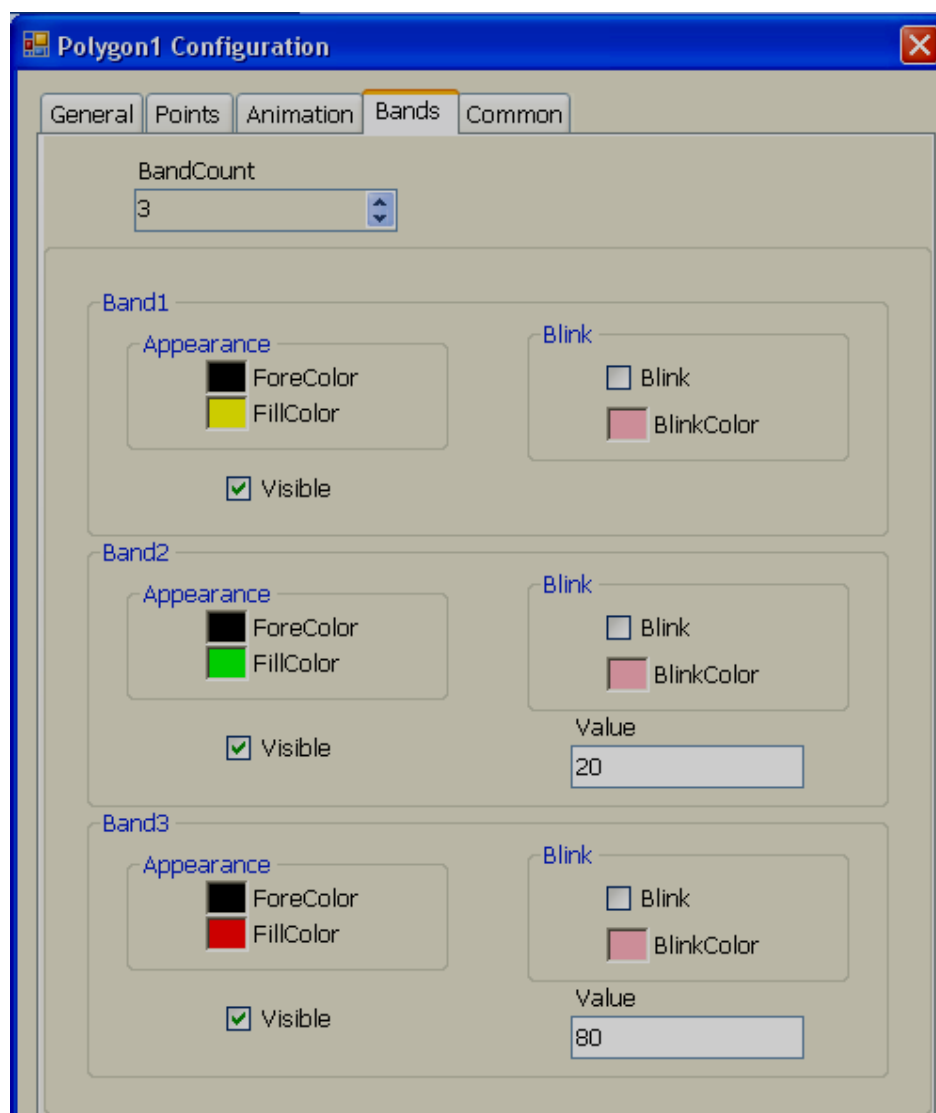 Polygon1 Configuration
General Points Animation Bands Common
BandCount
3
Band1
Appearance
ForeColor
FillColor
Visible
Blink
Blink
BlinkColor
Band2
Appearance
ForeColor
FillColor
Visible
Blink
Blink
BlinkColor
Value
20
Band3
Appearance
ForeColor
FillColor
Visible
Blink
Blink
BlinkColor
Value
80